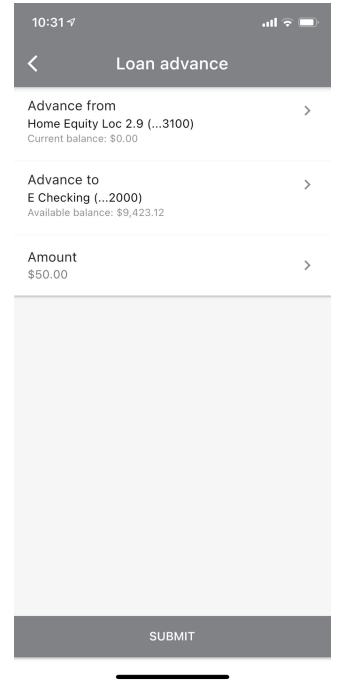 10:31
Loan advance
Advance from
Home Equity Loc 2.9 (...3100)
Current balance: $0.00
Advance to
E Checking (...2000)
Available balance: $9,423.12
Amount
$50.00
SUBMIT